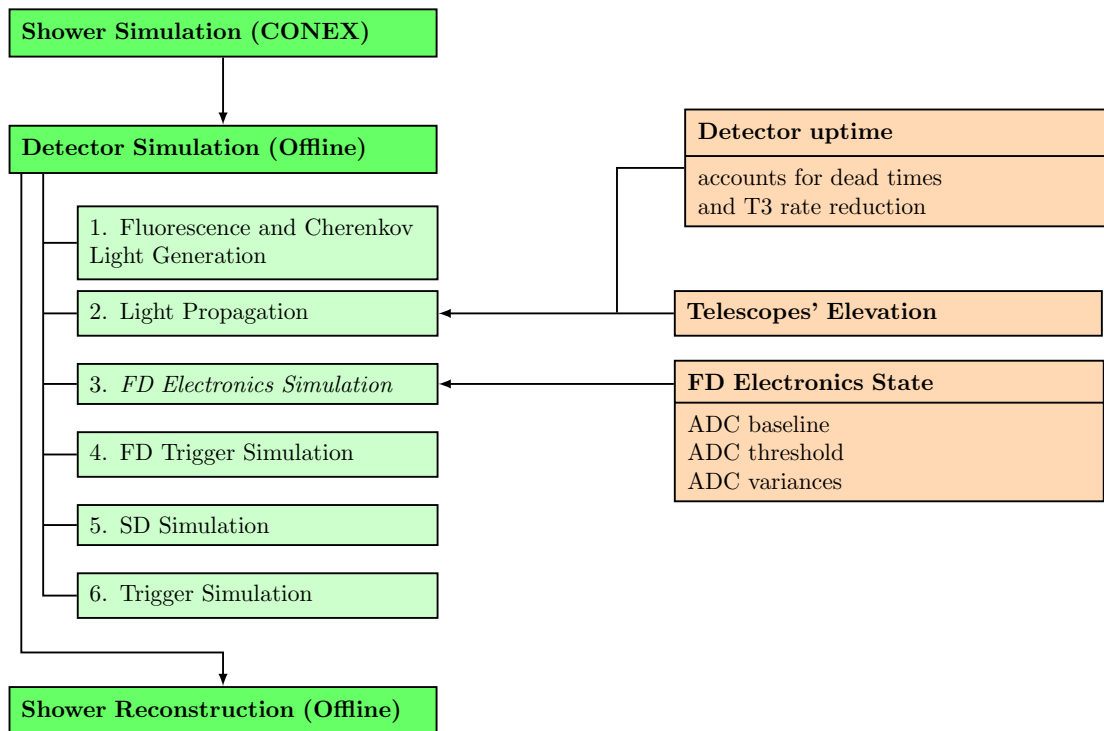 Shower Simulation (CONEX)
Detector Simulation (Offline)
1. Fluorescence and Cherenkov
Light Generation
2. Light Propagation
3. FD Electronics Simulation
4. FD Trigger Simulation
5. SD Simulation
6. Trigger Simulation
Shower Reconstruction (Offline)
Detector uptime
accounts for dead times
and T3 rate reduction
Telescopes' Elevation
FD Electronics State
ADC baseline
ADC threshold
ADC variances